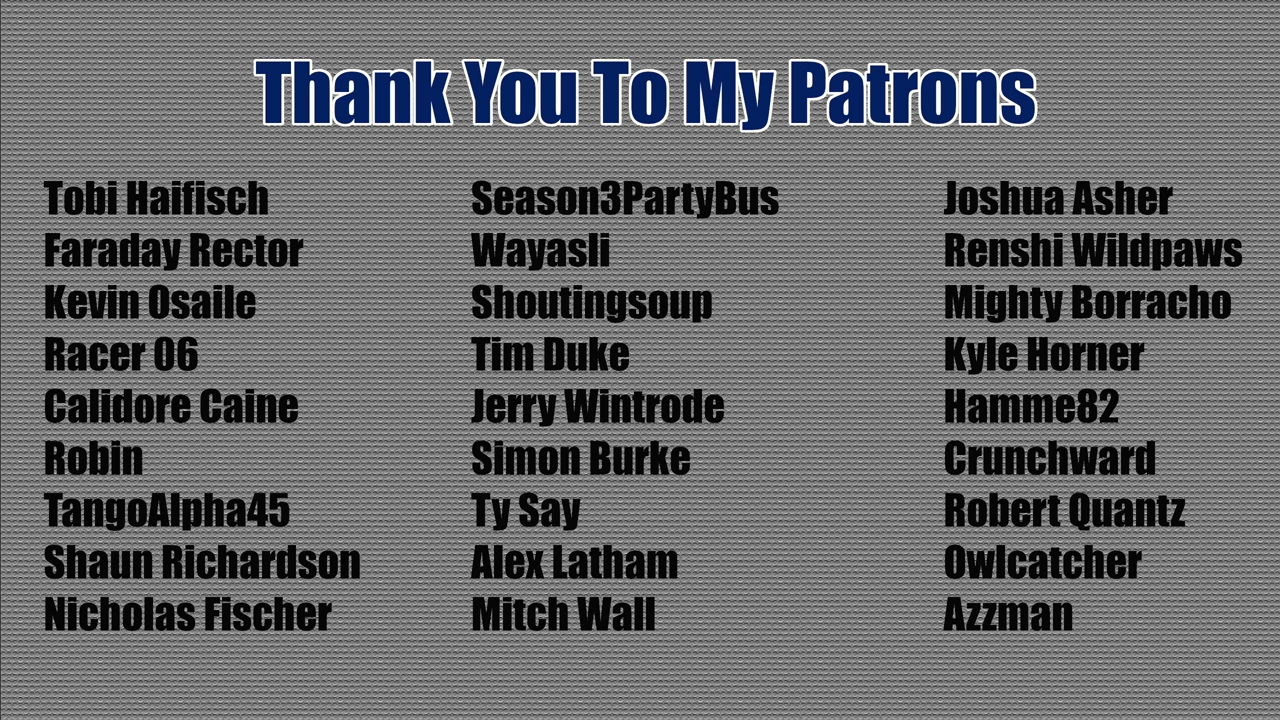 Thank You To My Patrons
Tobi Haifisch
Faraday Rector
Kevin Osaile
Racer 06
Calidore Caine
Robin
TangoAlpha45
Shaun Richardson
Nicholas Fischer
Season3PartyBus
Wayasli
Shoutingsoup
Tim Duke
Jerry Wintrode
Simon Burke
Ty Say
Alex Latham
Mitch Wall
Joshua Asher
Renshi Wildpaws
Mighty Borracho
Kyle Horner
Hamme82
Crunchward
Robert Quantz
Owlcatcher
Azzman